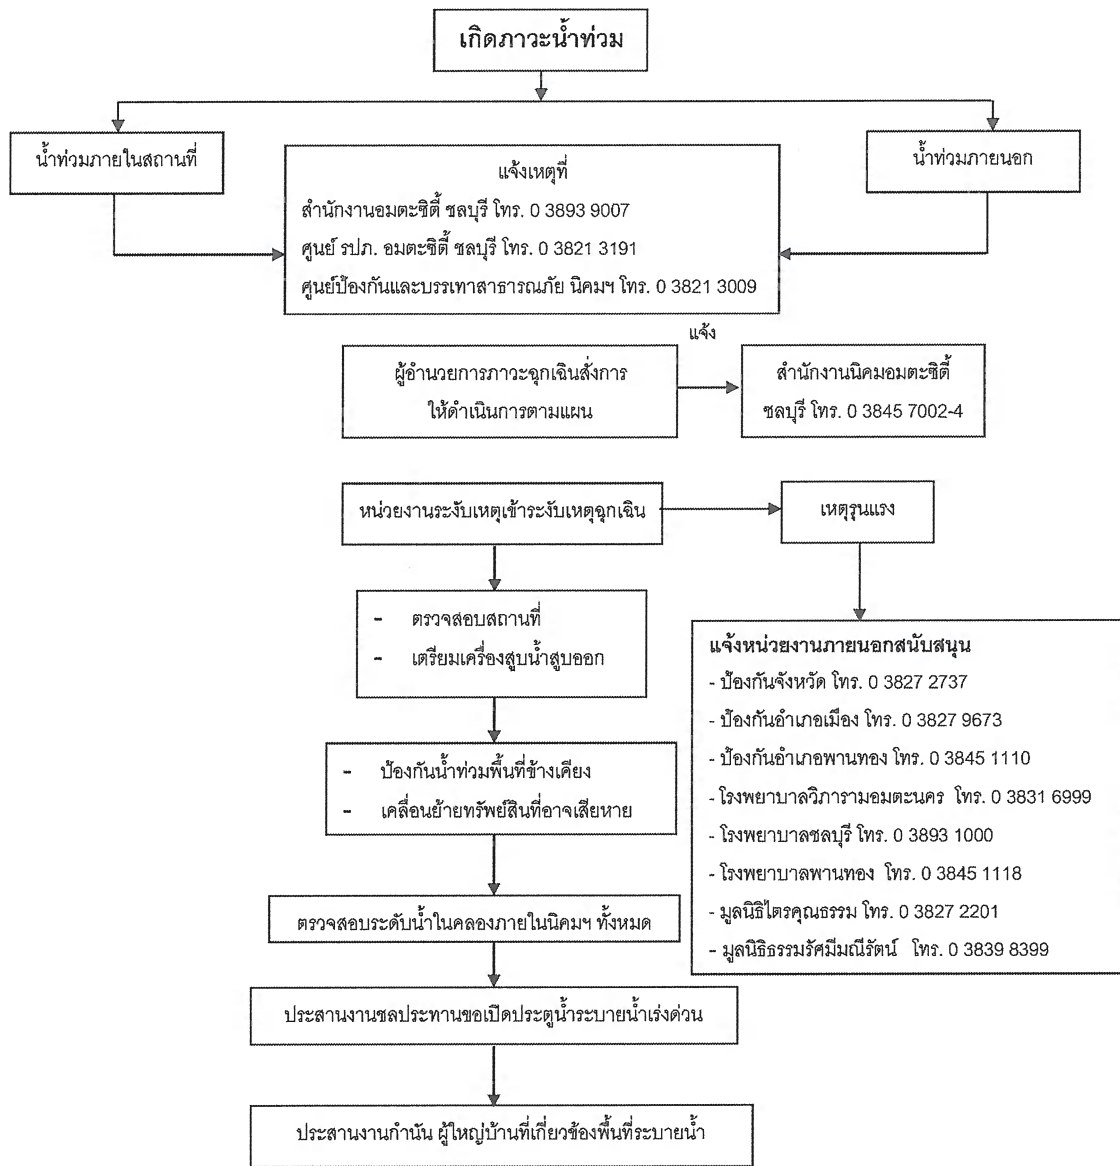 เกิดภาวะน้ำท่วม
น้ำท่วมภายในสถานที่
น้ำท่วมภายนอก
แจ้งเหตุที่
สำนักงานอมตะซิตี้ ชลบุรี โทร. 0 3893 9007
ศูนย์ รปภ. อมตะซิตี้ ชลบุรี โทร. 0 3821 3191
ศูนย์ป้องกันและบรรเทาสาธารณภัย นิคมฯ โทร. 0 3821 3009
แจ้ง
ผู้อำนวยการภาวะฉุกเฉินสั่งการ
ให้ดำเนินการตามแผน
สำนักงานนิคมอมตะซิตี้
ชลบุรี โทร. 0 3845 7002-4
หน่วยงานระงับเหตุเข้าระงับเหตุฉุกเฉิน
เหตุรุนแรง
- ตรวจสอบสถานที่
- เตรียมเครื่องสูบน้ำสูบออก
แจ้งหน่วยงานภายนอกสนับสนุน
- ป้องกันจังหวัด โทร. 0 3827 2737
- ป้องกันอำเภอเมือง โทร. 0 3827 9673
- ป้องกันอำเภอพานทอง โทร. 0 3845 1110
- โรงพยาบาลวิภารามอมตะนคร โทร. 0 3831 6999
- โรงพยาบาลชลบุรี โทร. 0 3893 1000
- โรงพยาบาลพานทอง โทร. 0 3845 1118
- มูลนิธิไตรคุณธรรม โทร. 0 3827 2201
- มูลนิธิธรรมรัศมีมณีรัตน์ โทร. 0 3839 8399
- ป้องกันน้ำท่วมพื้นที่ข้างเคียง
- เคลื่อนย้ายทรัพย์สินที่อาจเสียหาย
ตรวจสอบระดับน้ำในคลองภายในนิคมฯ ทั้งหมด
ประสานงานชลประทานขอเปิดประตูน้ำระบายน้ำเร่งด่วน
ประสานงานกำนัน ผู้ใหญ่บ้านที่เกี่ยวข้องพื้นที่ระบายน้ำ